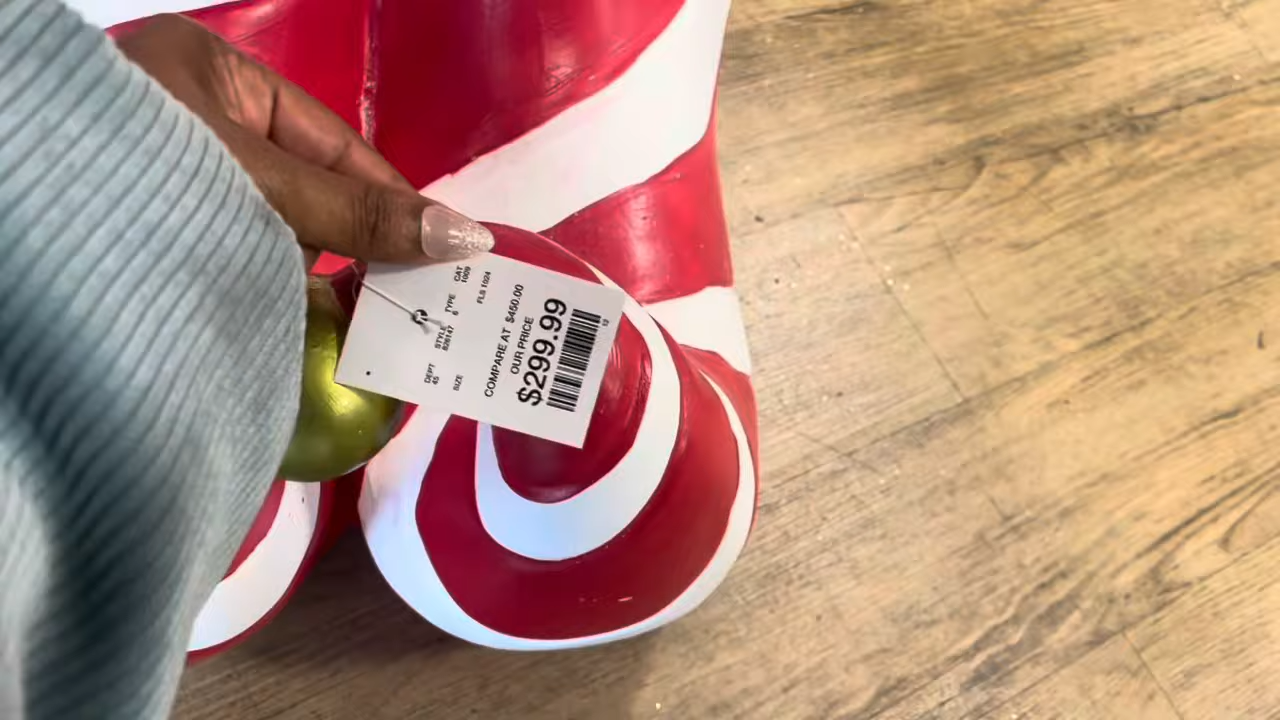 DEPT STYLE TYPE CAT
45 826147 6 1009
SIZE FLS 1024
COMPARE AT $450.00
OUR PRICE
$299.99
12